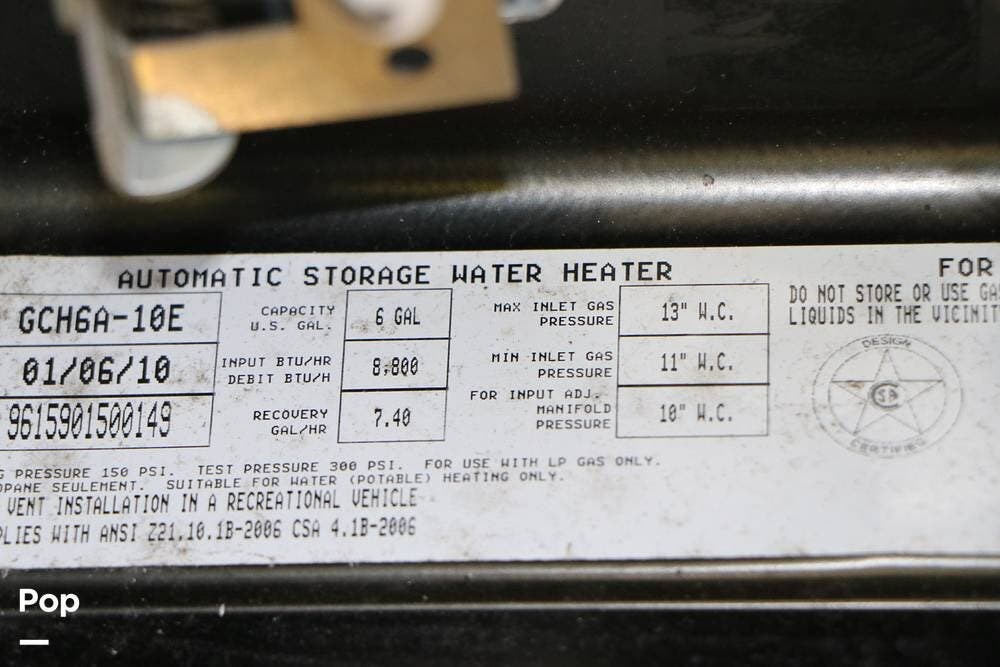 AUTOMATIC STORAGE WATER HEATER
FOR
GCH6A-10E
CAPACITY
U.S. GAL.
6 GAL
MAX INLET GAS
PRESSURE
13" W.C.
DO NOT STORE OR USE GAS
LIQUIDS IN THE VICINIT
01/06/10
INPUT BTU/HR
DEBIT BTU/H
8,800
MIN INLET GAS
PRESSURE
11" W.C.
9615901500149
RECOVERY
GAL/HR
7.40
FOR INPUT ADJ.
MANIFOLD
PRESSURE
10" W.C.
DESIGN
CERTIFIED
G PRESSURE 150 PSI. TEST PRESSURE 300 PSI. FOR USE WITH LP GAS ONLY.
OPANE SEULEMENT. SUITABLE FOR WATER (POTABLE) HEATING ONLY.
VENT INSTALLATION IN A RECREATIONAL VEHICLE
PLIES WITH ANSI Z21.10.1B-2006 CSA 4.1B-2006
Pop